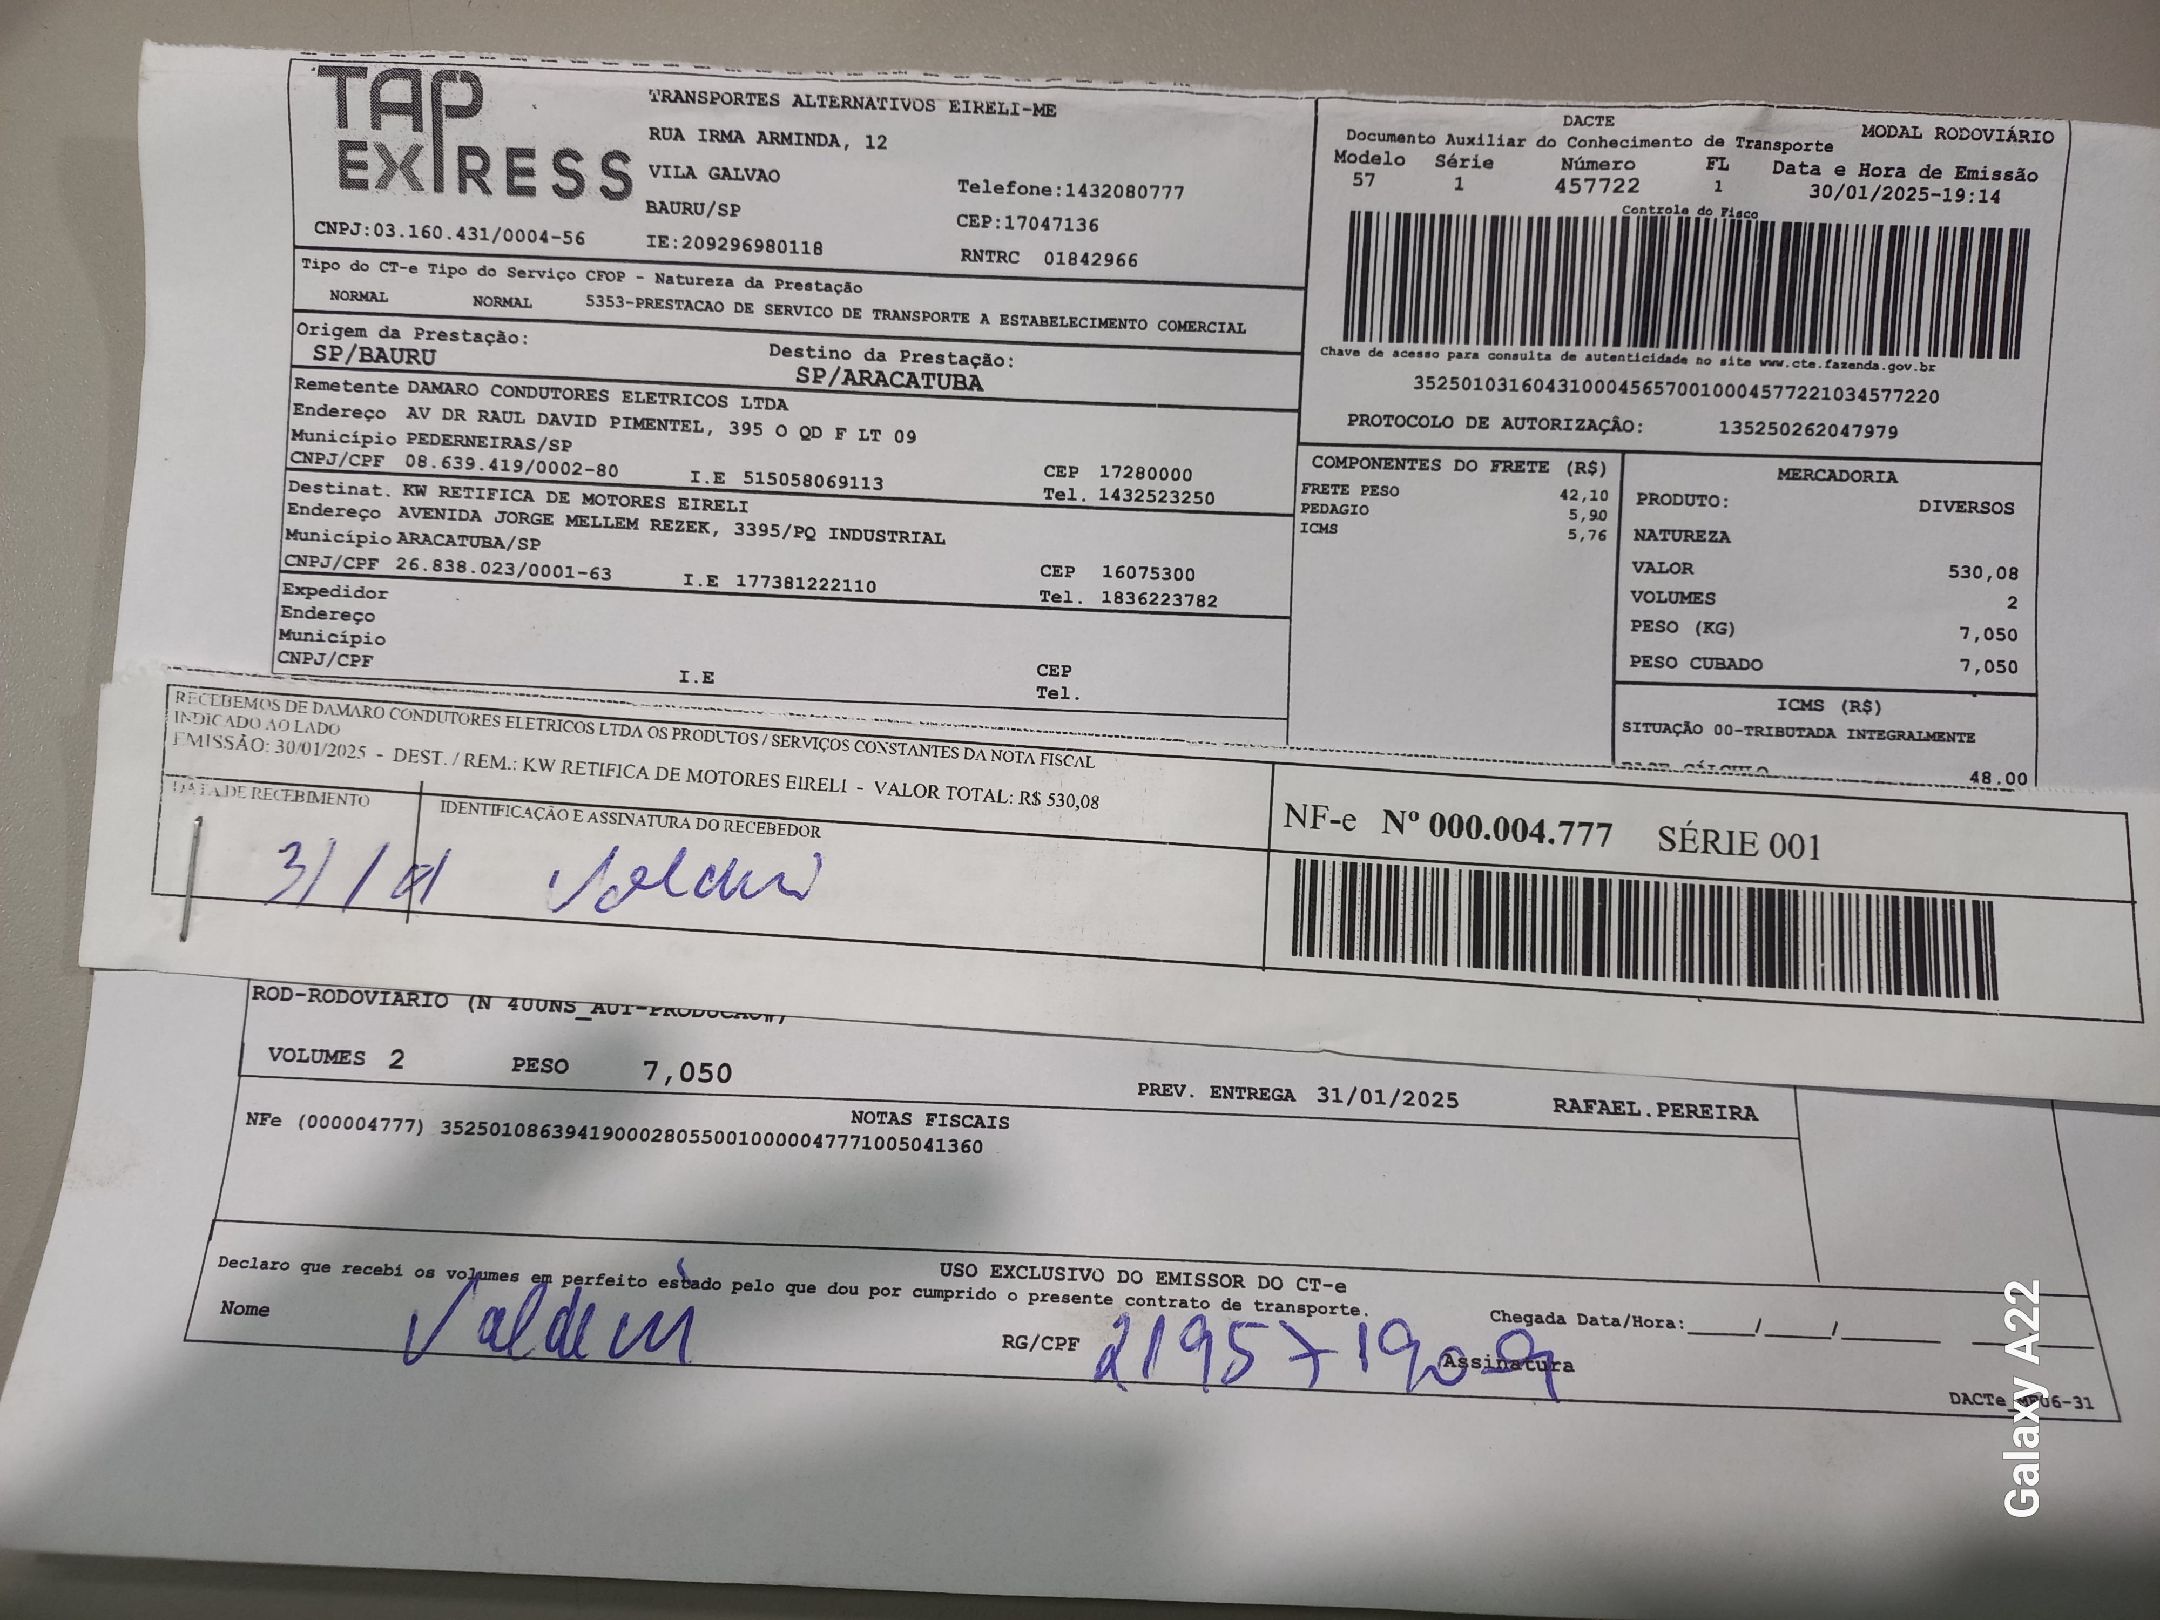 TAP EXPRESS
TRANSPORTES ALTERNATIVOS EIRELI-ME
RUA IRMA ARMINDA, 12
VILA GALVAO
Telefone:1432080777
BAURU/SP
CEP:17047136
CNPJ:03.160.431/0004-56
IE:209296980118
RNTRC 01842966
DACTE
MODAL RODOVIÁRIO
Documento Auxiliar do Conhecimento de Transporte
Modelo Série Número FL Data e Hora de Emissão
57 1 457722 1 30/01/2025-19:14
Controle do Fisco
Chave de acesso para consulta de autenticidade no site www.cte.fazenda.gov.br
35250103160431000456570010004577221034577220
PROTOCOLO DE AUTORIZAÇÂO: 135250262047979
Tipo do CT-e Tipo do Serviço CFOP - Natureza da Prestação
NORMAL NORMAL 5353-PRESTACAO DE SERVICO DE TRANSPORTE A ESTABELECIMENTO COMERCIAL
Origem da Prestação: Destino da Prestação:
SP/BAURU SP/ARACATUBA
Remetente DAMARO CONDUTORES ELETRICOS LTDA
Endereço AV DR RAUL DAVID PIMENTEL, 395 O QD F LT 09
Município PEDERNEIRAS/SP
CEP 17280000
CNPJ/CPF 08.639.419/0002-80 I.E 515058069113 Tel. 1432523250
Destinat. KW RETIFICA DE MOTORES EIRELI
Endereço AVENIDA JORGE MELLEM REZEK, 3395/PQ INDUSTRIAL
Município ARACATUBA/SP
CEP 16075300
CNPJ/CPF 26.838.023/0001-63 I.E 177381222110 Tel. 1836223782
Expedidor
Endereço
Município
CEP
CNPJ/CPF I.E Tel.
COMPONENTES DO FRETE (R$)
FRETE PESO 42,10
PEDAGIO 5,90
ICMS 5,76
MERCADORIA
PRODUTO: DIVERSOS
NATUREZA
VALOR 530,08
VOLUMES 2
PESO (KG) 7,050
PESO CUBADO 7,050
ICMS (R$)
SITUAÇÃO 00-TRIBUTADA INTEGRALMENTE
BASE CÁLCULO 48.00
RECEBEMOS DE DAMARO CONDUTORES ELETRICOS LTDA OS PRODUTOS / SERVIÇOS CONSTANTES DA NOTA FISCAL
INDICADO AO LADO
EMISSÃO: 30/01/2025 - DEST. / REM.: KW RETIFICA DE MOTORES EIRELI - VALOR TOTAL: R$ 530,08
DATA DE RECEBIMENTO IDENTIFICAÇÃO E ASSINATURA DO RECEBEDOR
31/01
NF-e Nº 000.004.777 SÉRIE 001
ROD-RODOVIARIO
VOLUMES 2 PESO 7,050 PREV. ENTREGA 31/01/2025 RAFAEL.PEREIRA
NOTAS FISCAIS
NFe (000004777) 35250108639419000280550010000047771005041360
USO EXCLUSIVO DO EMISSOR DO CT-e
Declaro que recebi os volumes em perfeito estado pelo que dou por cumprido o presente contrato de transporte.
Nome Valdem RG/CPF 21957190-9 Chegada Data/Hora:____/____/______
Assinatura
Galaxy A22